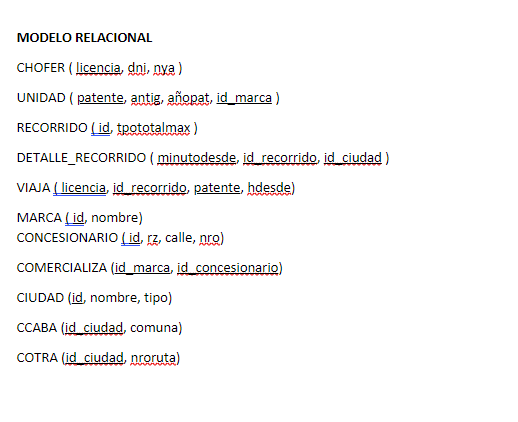 MODELO RELACIONAL
CHOFER ( licencia, dni, nya )
UNIDAD ( patente, antig, añopat, id_marca )
RECORRIDO ( id, tpototalmax )
DETALLE_RECORRIDO ( minutodesde, id_recorrido, id_ciudad )
VIAJA ( licencia, id_recorrido, patente, hdesde)
MARCA ( id, nombre)
CONCESIONARIO ( id, rz, calle, nro)
COMERCIALIZA (id_marca, id_concesionario)
CIUDAD (id, nombre, tipo)
CCABA (id_ciudad, comuna)
COTRA (id_ciudad, nroruta)